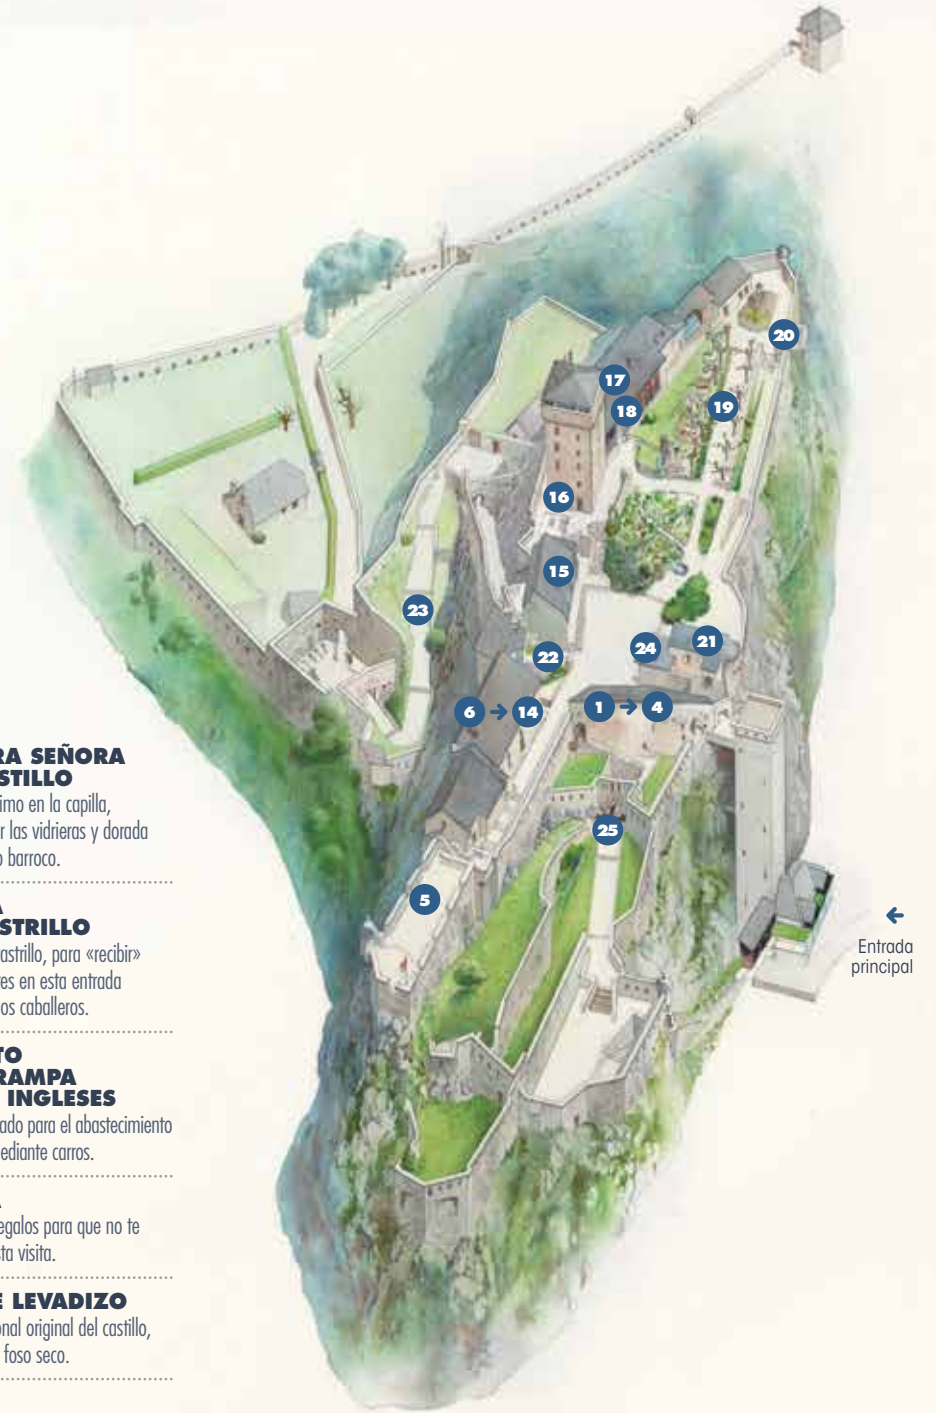 20
17
18
19
16
15
23
22
24
21
6 → 14
1 → 4
25
5
←
Entrada
principal
RA SEÑORA
STILLO
imo en la capilla,
r las vidrieras y dorada
o barroco.
A
STRILLO
astrillo, para «recibir»
res en esta entrada
os caballeros.
TO
RAMPA
INGLESES
ado para el abastecimiento
ediante carros.
A
egalos para que no te
sta visita.
E LEVADIZO
onal original del castillo,
foso seco.